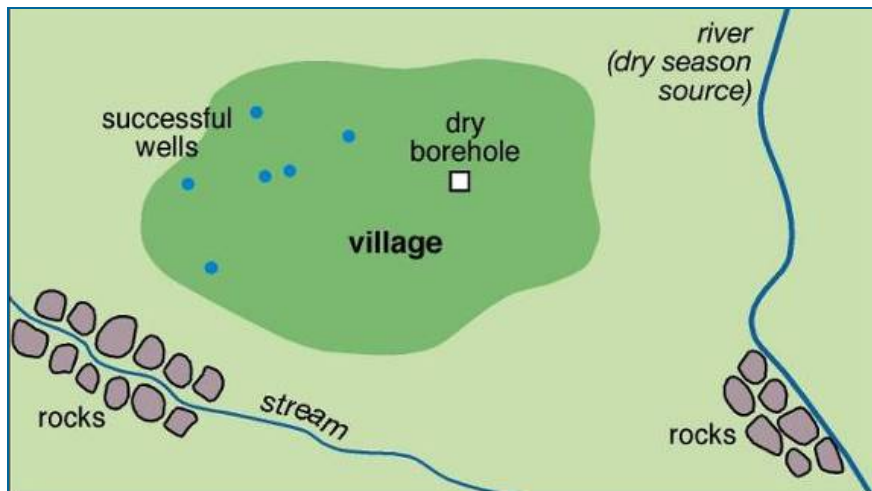 river
(dry season
source)
successful
wells
dry
borehole
village
rocks
stream
rocks